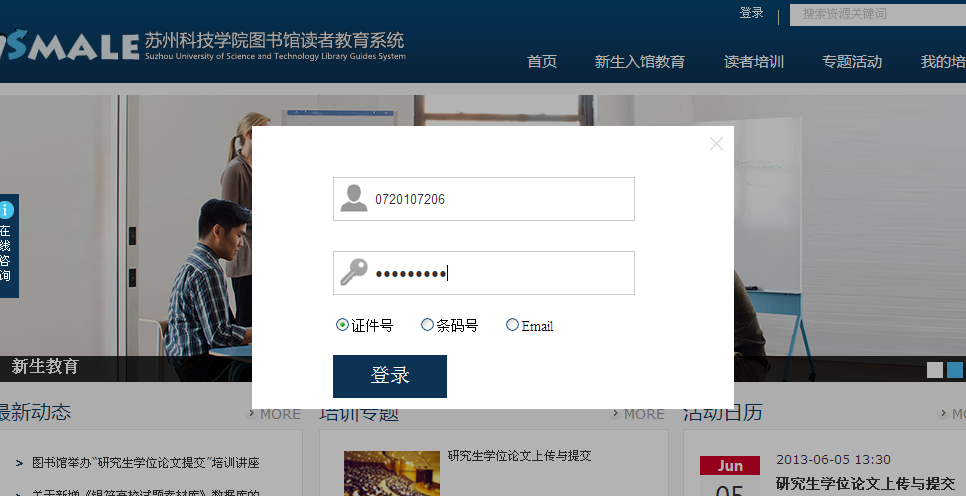 登录
搜索资源关键词
SMALE 苏州科技学院图书馆读者教育系统
Suzhou University of Science and Technology Library Guides System
首页 新生入馆教育 读者培训 专题活动 我的培
0720107206
在线咨询
证件号 条码号 Email
登录
新生教育
最新动态 MORE 培训专题 MORE 活动日历
图书馆举办"研究生学位论文提交"培训讲座
研究生学位论文上传与提交
Jun
05
2013-06-05 13:30
研究生学位论文上传与提交